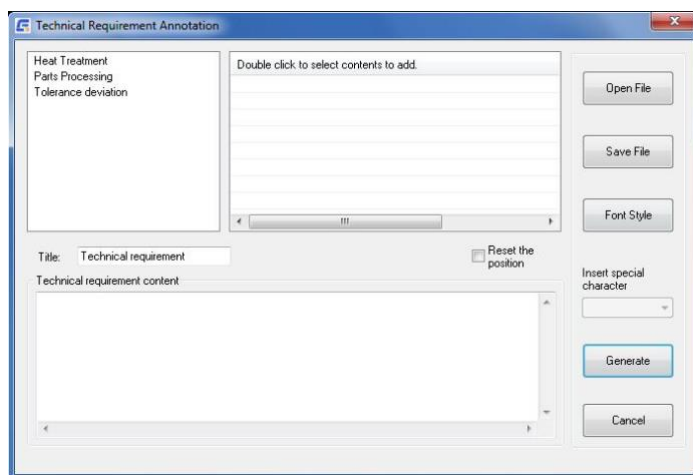 Technical Requirement Annotation
Heat Treatment
Parts Processing
Tolerance deviation
Double click to select contents to add.
Open File
Save File
Font Style
Title:
Technical requirement
Reset the
position
Insert special
character
Technical requirement content
Generate
Cancel